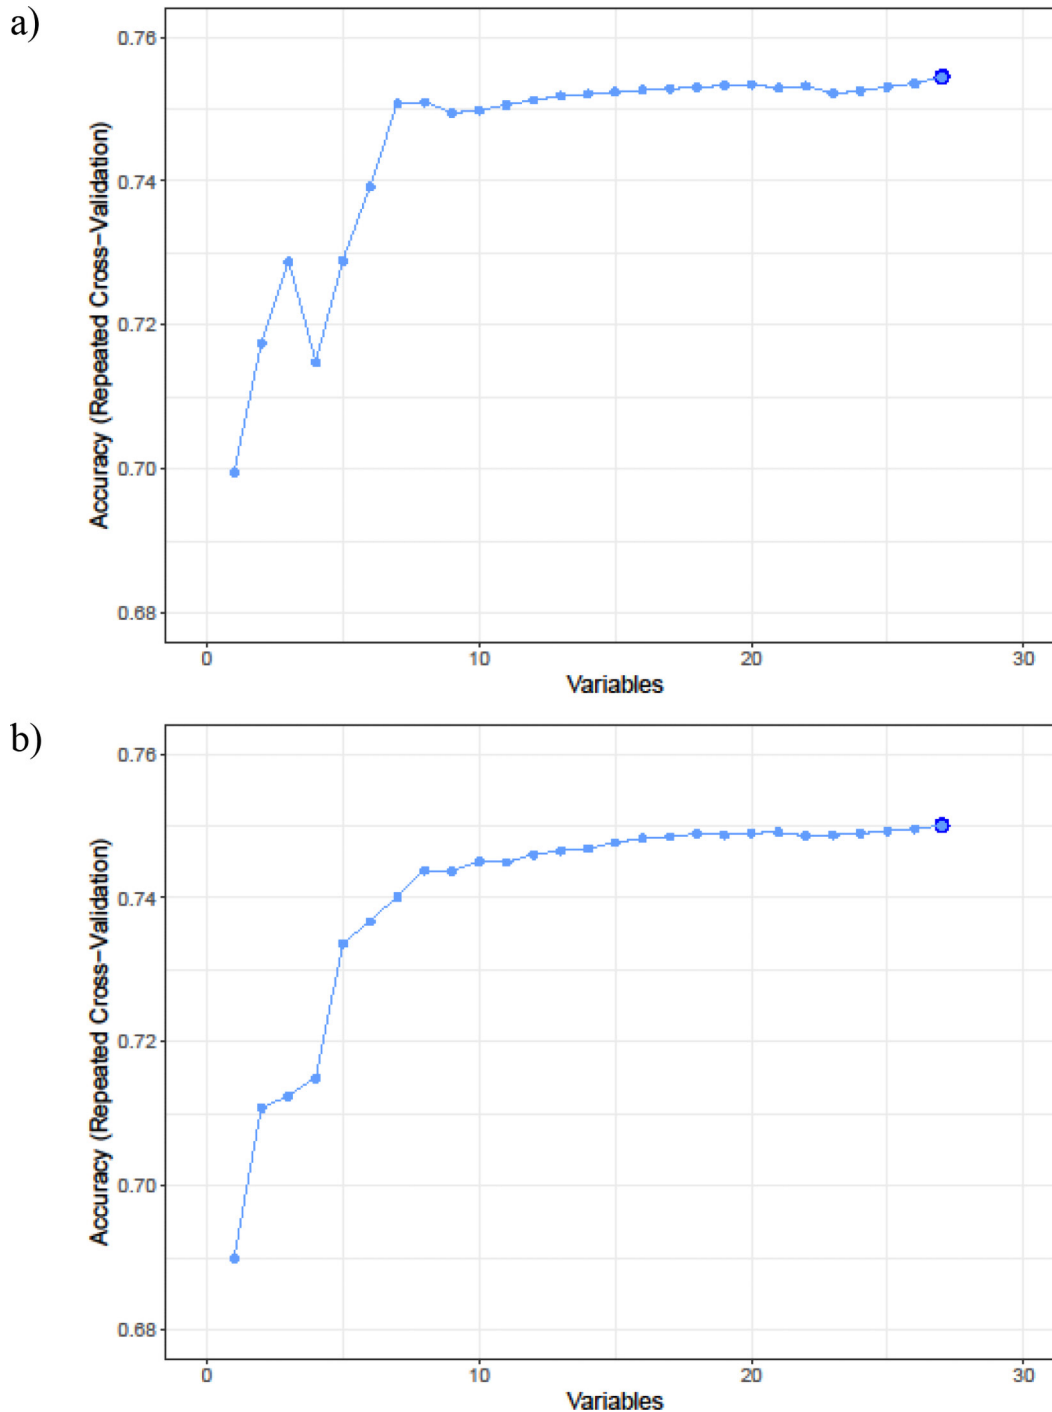 a)
Accuracy (Repeated Cross-Validation)
0.76
0.74
0.72
0.70
0.68
0 10 20 30
Variables
b)
Accuracy (Repeated Cross-Validation)
0.76
0.74
0.72
0.70
0.68
0 10 20 30
Variables